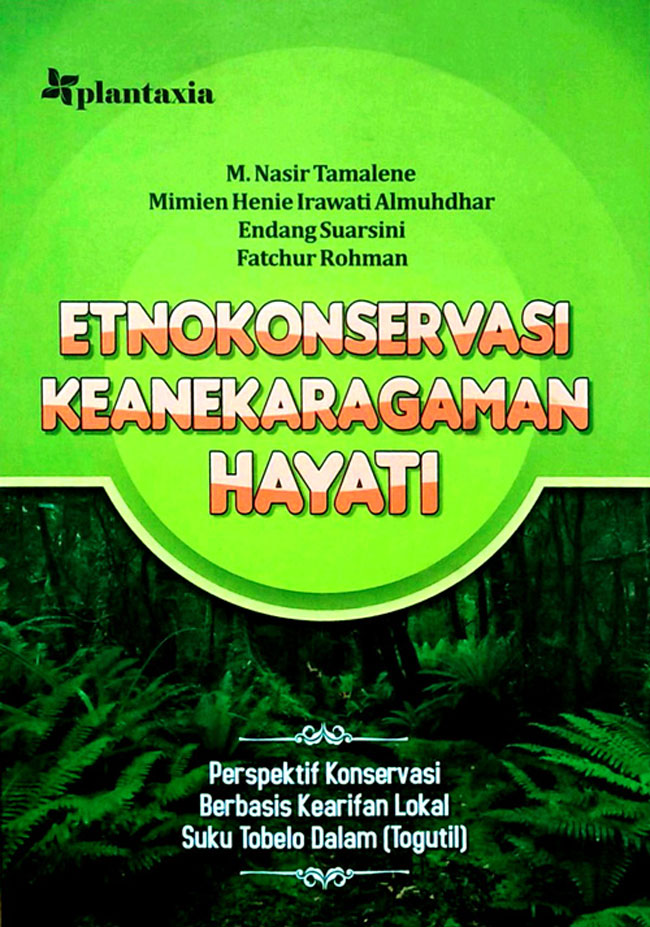 plantaxia
M. Nasir Tamalene
Mimien Henie Irawati Almuhdhar
Endang Suarsini
Fatchur Rohman
ETNOKONSERVASI
KEANEKARAGAMAN
HAYATI
Perspektif Konservasi
Berbasis Kearifan Lokal
Suku Tobelo Dalam (Togutil)